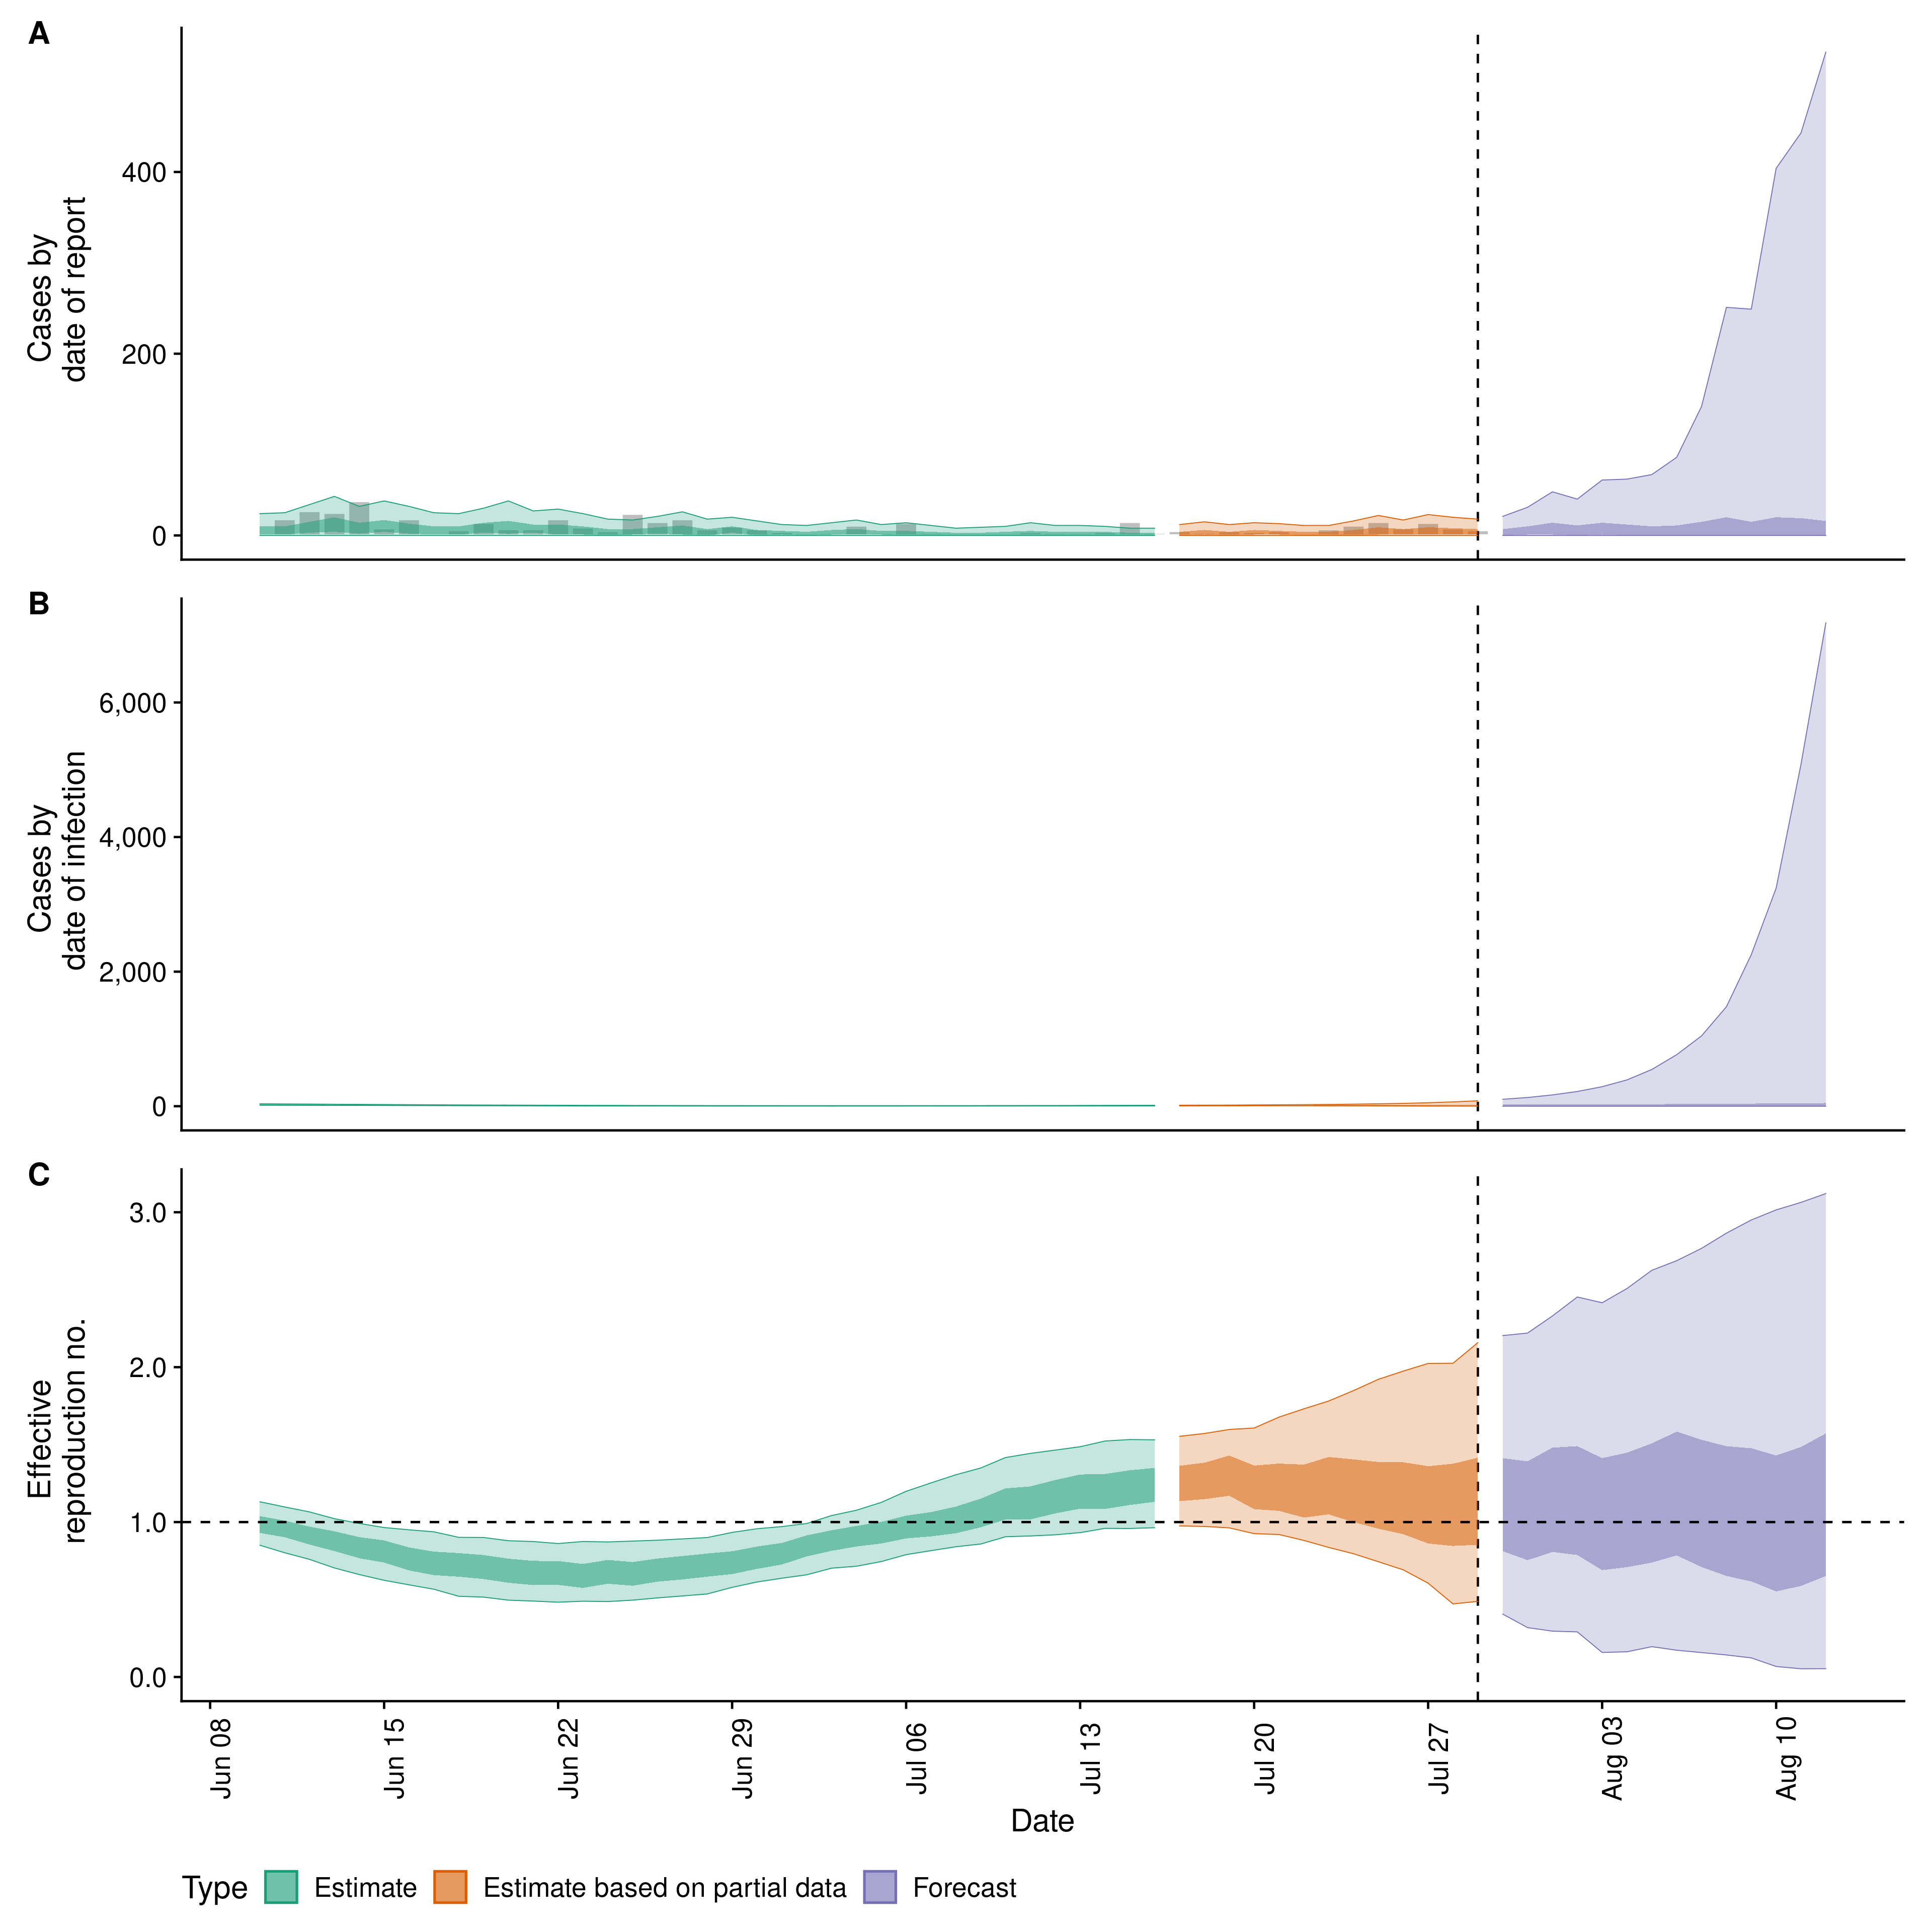 A
Cases by
date of report
400
200
0
B
Cases by
date of infection
6,000
4,000
2,000
0
C
Effective
reproduction no.
3.0
2.0
1.0
0.0
Jun 08
Jun 15
Jun 22
Jun 29
Jul 06
Jul 13
Jul 20
Jul 27
Aug 03
Aug 10
Date
Type Estimate Estimate based on partial data Forecast